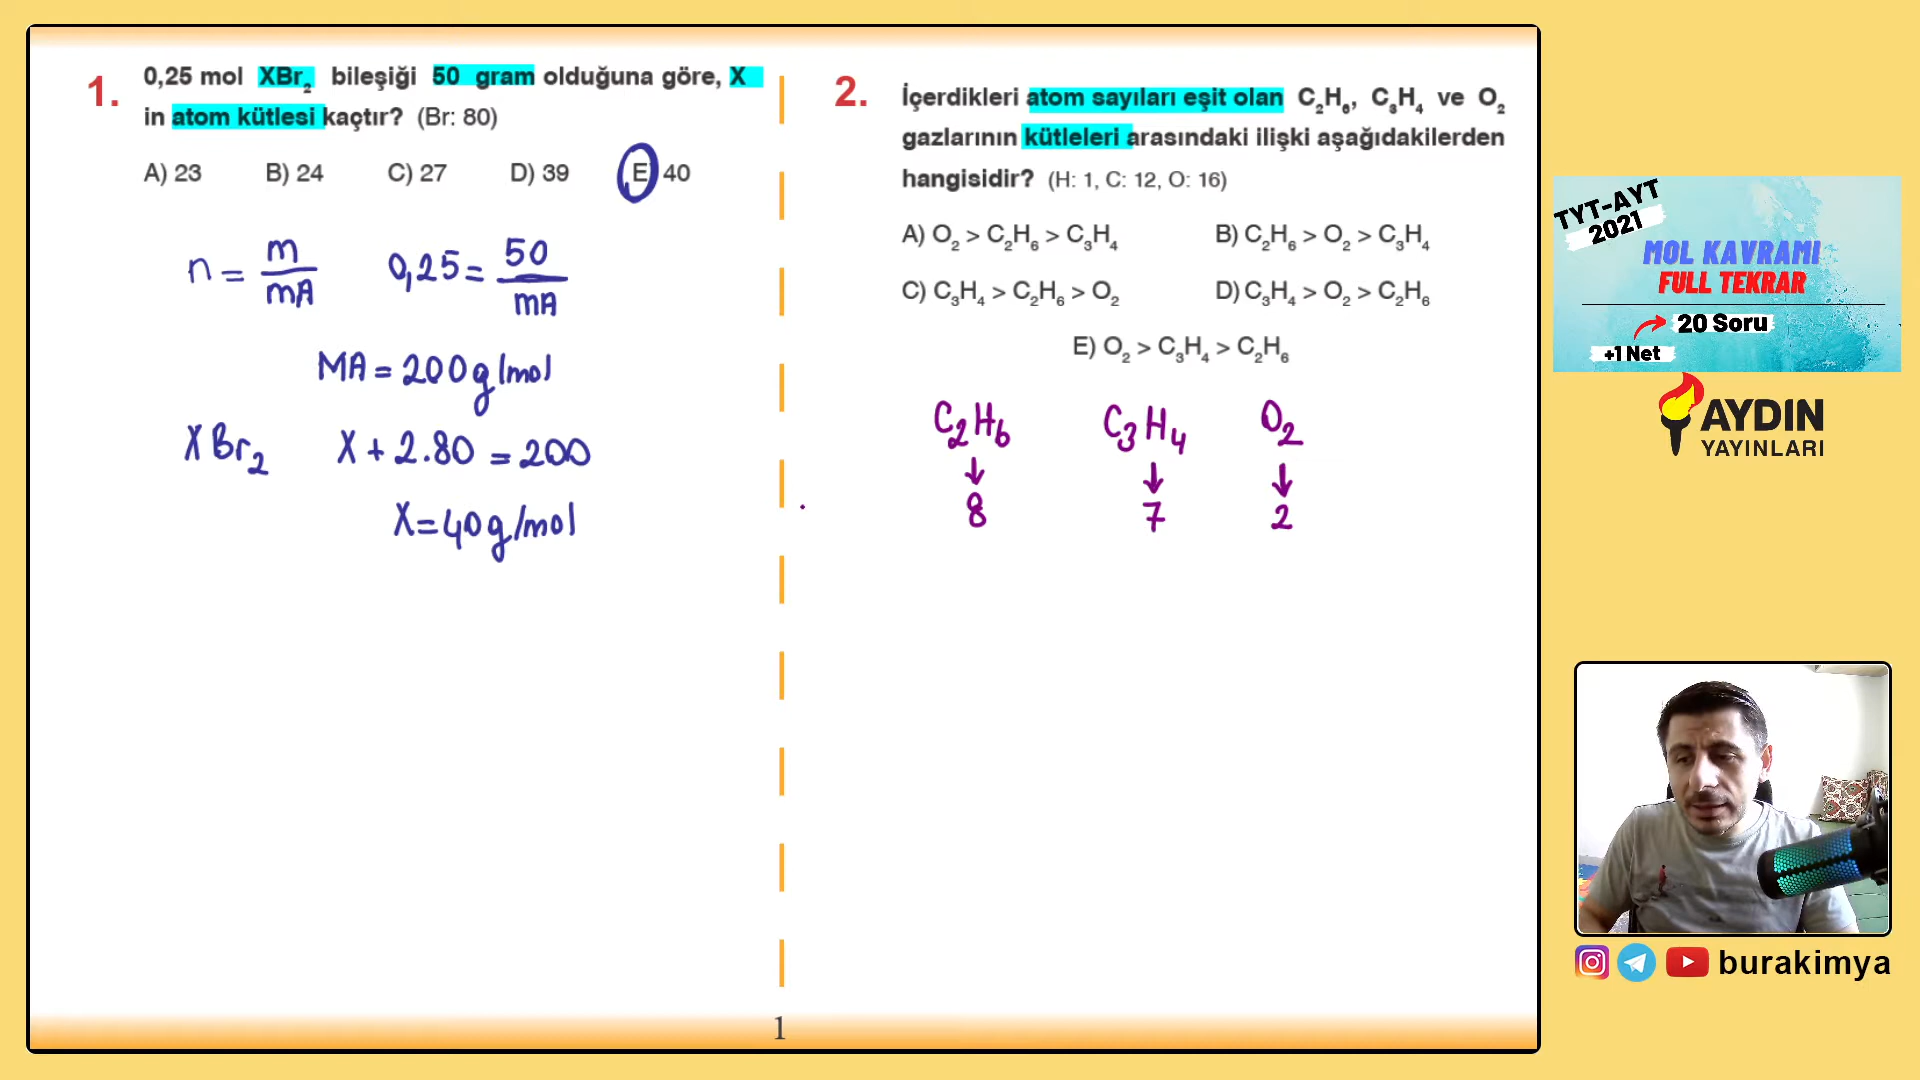 1.
0,25 mol XBr₂ bileşiği 50 gram olduğuna göre, X
in atom kütlesi kaçtır? (Br: 80)
A) 23 B) 24 C) 27 D) 39 E) 40
n = m/mA 0,25 = 50/mA
MA = 200 g/mol
XBr₂ X + 2.80 = 200
X = 40 g/mol
2.
İçerdikleri atom sayıları eşit olan C₂H₆, C₃H₄ ve O₂
gazlarının kütleleri arasındaki ilişki aşağıdakilerden
hangisidir? (H: 1, C: 12, O: 16)
A) O₂ > C₂H₆ > C₃H₄ B) C₂H₆ > O₂ > C₃H₄
C) C₃H₄ > C₂H₆ > O₂ D) C₃H₄ > O₂ > C₂H₆
E) O₂ > C₃H₄ > C₂H₆
C₂H₆ C₃H₄ O₂
↓ ↓ ↓
8 7 2
1
TYT-AYT
2021
MOL KAVRAMI
FULL TEKRAR
20 Soru
+1 Net
AYDIN
YAYINLARI
burakimya